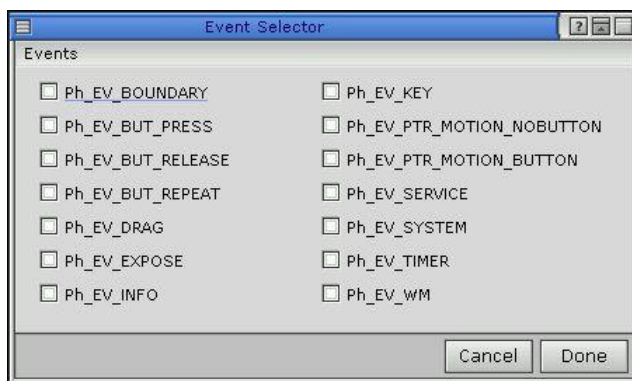 Event Selector
Events
Ph_EV_BOUNDARY
Ph_EV_BUT_PRESS
Ph_EV_BUT_RELEASE
Ph_EV_BUT_REPEAT
Ph_EV_DRAG
Ph_EV_EXPOSE
Ph_EV_INFO
Ph_EV_KEY
Ph_EV_PTR_MOTION_NOBUTTON
Ph_EV_PTR_MOTION_BUTTON
Ph_EV_SERVICE
Ph_EV_SYSTEM
Ph_EV_TIMER
Ph_EV_WM
Cancel
Done